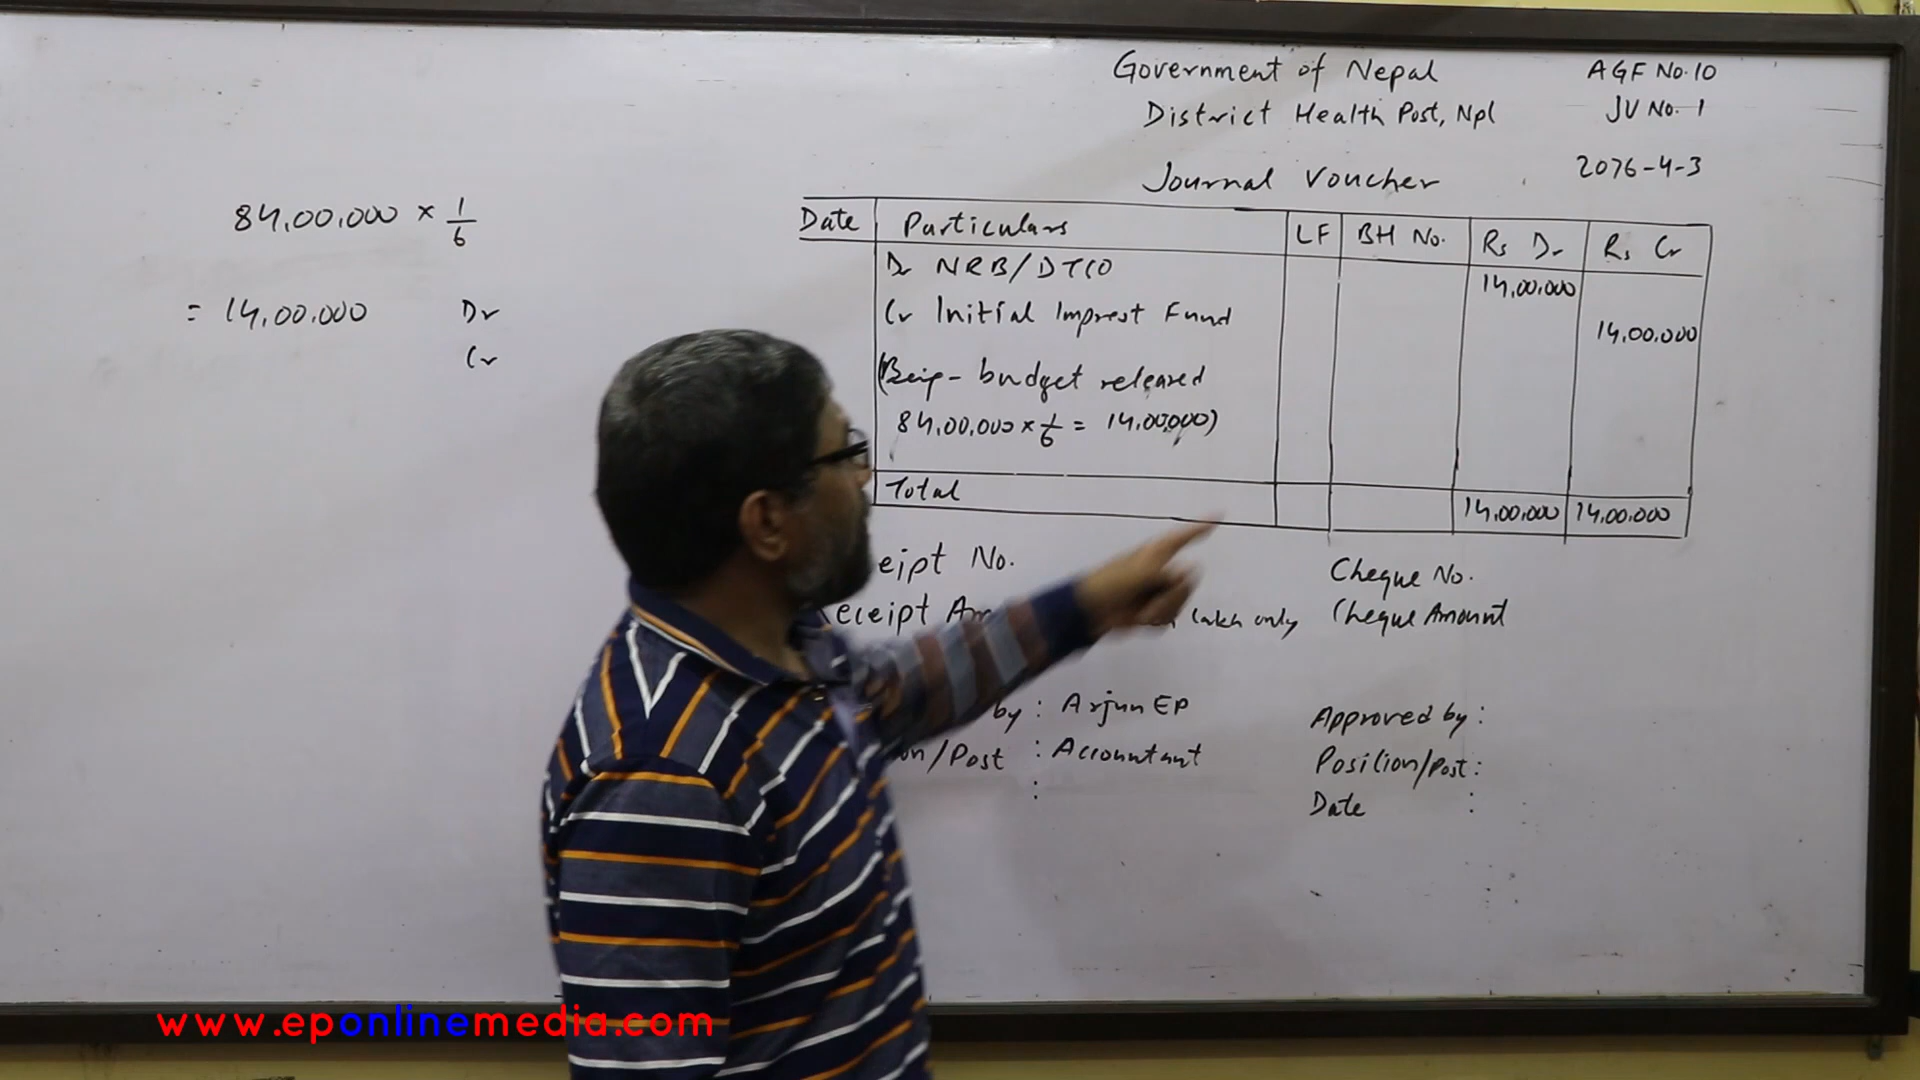 Government of Nepal
AGF No. 10
District Health Post, Npl
JV No. 1
Journal Voucher
2076-4-3
84,00,000 × 1/6
= 14,00,000 Dr
Cr
Date Particulars LF BH No. Rs Dr Rs Cr
Dr NRB/DTCO 14,00,000
Cr Initial Imprest Fund 14,00,000
(Being budget released
84,00,000 × 1/6 = 14,00,000)
Total 14,00,000 14,00,000
eipt No. Cheque No.
eceipt Am lakh only Cheque Amount
by : Arjun EP Approved by :
on/Post : Accountant Position/Post :
: Date :
www.eponlinemedia.com